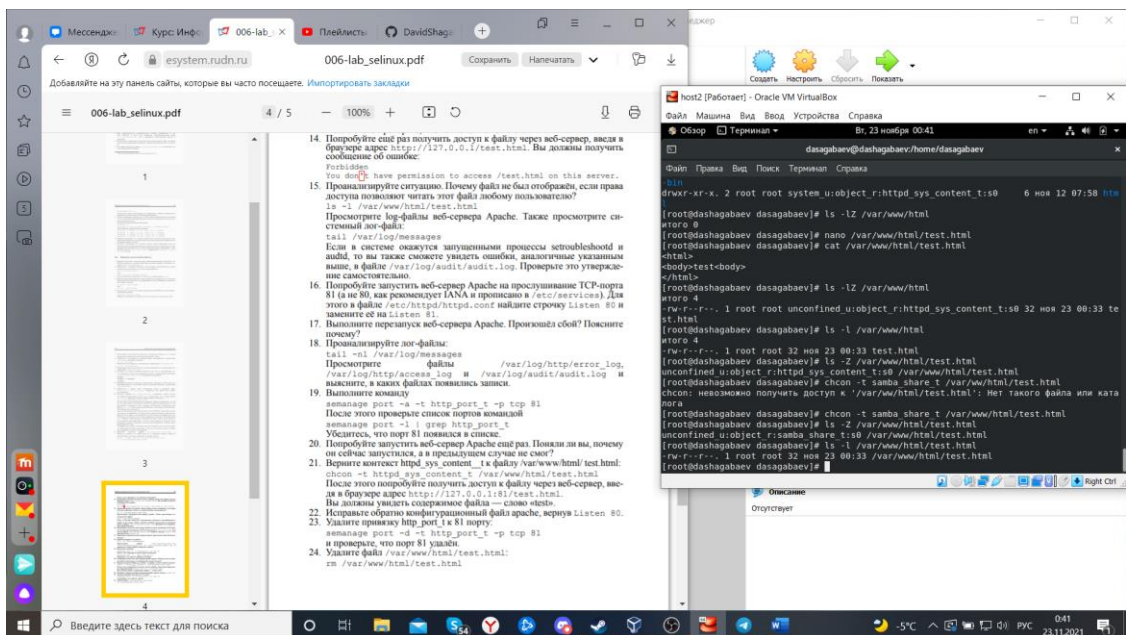 Мессендже
Курс: Инфо
006-lab_s
Плейлисты
DavidShaga
esystem.rudn.ru
006-lab_selinux.pdf
Сохранить
Напечатать
Добавляйте на эту панель сайты, которые вы часто посещаете. Импортировать закладки
006-lab_selinux.pdf
4 / 5
100%
1
2
3
4
14. Попробуйте ещё раз получить доступ к файлу через веб-сервер, введя в
браузере адрес http://127.0.0.1/test.html. Вы должны получить
сообщение об ошибке:
Forbidden
You don't have permission to access /test.html on this server.
15. Проанализируйте ситуацию. Почему файл не был отображён, если права
доступа позволяют читать этот файл любому пользователю?
ls -l /var/www/html/test.html
Просмотрите log-файлы веб-сервера Apache. Также просмотрите си-
стемный лог-файл:
tail /var/log/messages
Если в системе окажутся запущенными процессы setroubleshootd и
audtd, то вы также сможете увидеть ошибки, аналогичные указанным
выше, в файле /var/log/audit/audit.log. Проверьте это утвержде-
ние самостоятельно.
16. Попробуйте запустить веб-сервер Apache на прослушивание TCP-порта
81 (а не 80, как рекомендует IANA и прописано в /etc/services). Для
этого в файле /etc/httpd/httpd.conf найдите строчку Listen 80 и
замените её на Listen 81.
17. Выполните перезапуск веб-сервера Apache. Произошёл сбой? Поясните
почему?
18. Проанализируйте лог-файлы:
tail -nl /var/log/messages
Просмотрите файлы /var/log/http/error_log,
/var/log/http/access_log и /var/log/audit/audit.log и
выясните, в каких файлах появились записи.
19. Выполните команду
semanage port -a -t http_port_t -р tcp 81
После этого проверьте список портов командой
semanage port -l | grep http_port_t
Убедитесь, что порт 81 появился в списке.
20. Попробуйте запустить веб-сервер Apache ещё раз. Поняли ли вы, почему
он сейчас запустился, а в предыдущем случае не смог?
21. Верните контекст httpd_sys_cоntent__t к файлу /var/www/html/ test.html:
chcon -t httpd_sys_content_t /var/www/html/test.html
После этого попробуйте получить доступ к файлу через веб-сервер, вве-
дя в браузере адрес http://127.0.0.1:81/test.html.
Вы должны увидеть содержимое файла — слово «test».
22. Исправьте обратно конфигурационный файл apache, вернув Listen 80.
23. Удалите привязку http_port_t к 81 порту:
semanage port -d -t http_port_t -p tcp 81
и проверьте, что порт 81 удалён.
24. Удалите файл /var/www/html/test.html:
rm /var/www/html/test.html
еджер
Создать
Настроить
Сбросить
Показать
host2 [Работает] - Oracle VM VirtualBox
Файл Машина Вид Ввод Устройства Справка
Обзор
Терминал
Вт, 23 ноября 00:41
en
dasagabaev@dashagabaev:/home/dasagabaev
Файл Правка Вид Поиск Терминал Справка
-bin
drwxr-xr-x. 2 root root system_u:object_r:httpd_sys_content_t:s0 6 ноя 12 07:58 htm
l
[root@dashagabaev dasagabaev]# ls -lZ /var/www/html
итого 0
[root@dashagabaev dasagabaev]# nano /var/www/html/test.html
[root@dashagabaev dasagabaev]# cat /var/www/html/test.html
<html>
<body>test<body>
</html>
[root@dashagabaev dasagabaev]# ls -lZ /var/www/html
итого 4
-rw-r--r--. 1 root root unconfined_u:object_r:httpd_sys_content_t:s0 32 ноя 23 00:33 te
st.html
[root@dashagabaev dasagabaev]# ls -l /var/www/html
итого 4
-rw-r--r--. 1 root root 32 ноя 23 00:33 test.html
[root@dashagabaev dasagabaev]# ls -Z /var/www/html/test.html
unconfined_u:object_r:httpd_sys_content_t:s0 /var/www/html/test.html
[root@dashagabaev dasagabaev]# chcon -t samba_share_t /var/ww/html/test.html
chcon: невозможно получить доступ к '/var/ww/html/test.html': Нет такого файла или ката
лога
[root@dashagabaev dasagabaev]# chcon -t samba_share_t /var/www/html/test.html
[root@dashagabaev dasagabaev]# ls -Z /var/www/html/test.html
unconfined_u:object_r:samba_share_t:s0 /var/www/html/test.html
[root@dashagabaev dasagabaev]# ls -l /var/www/html/test.html
-rw-r--r--. 1 root root 32 ноя 23 00:33 /var/www/html/test.html
[root@dashagabaev dasagabaev]#
Right Ctrl
Описание
Отсутствует
Введите здесь текст для поиска
54
-5°C
РУС
0:41
23.11.2021